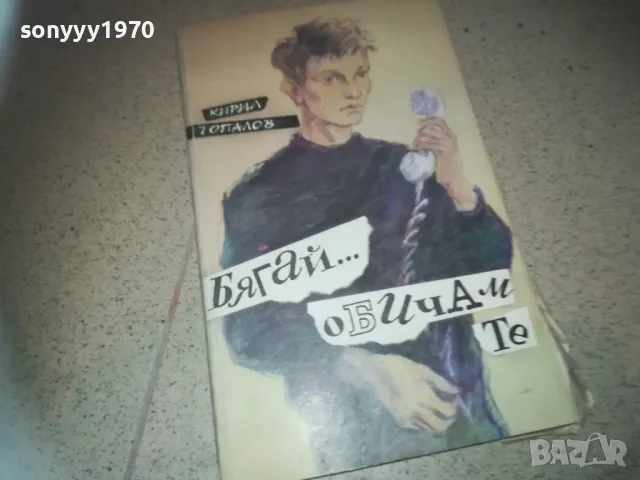 sonyyy1970
КИРИЛ
ТОПАЛОВ
Бягай...
оБичАм
Те
BAZAR